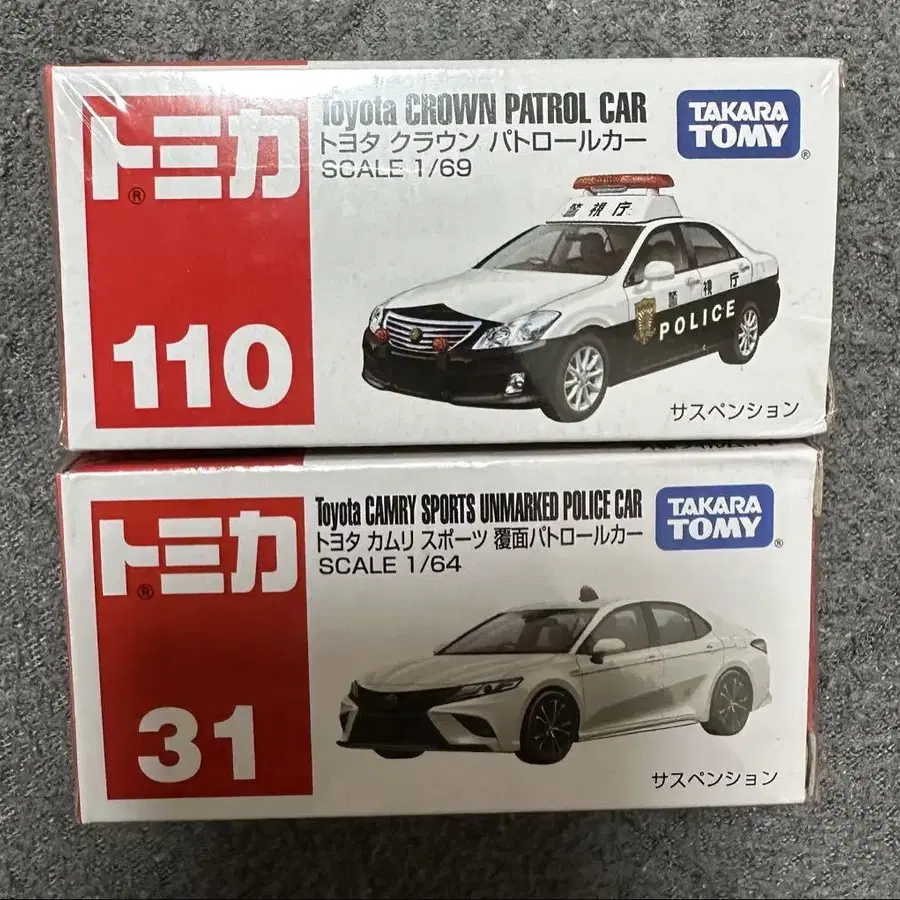 トミカ®
110
Toyota CROWN PATROL CAR
トヨタ クラウン パトロールカー
SCALE 1/69
TAKARA
TOMY®
警視庁
警視庁
POLICE
サスペンション
トミカ®
31
Toyota CAMRY SPORTS UNMARKED POLICE CAR
トヨタ カムリ スポーツ 覆面パトロールカー
SCALE 1/64
TAKARA
TOMY®
サスペンション